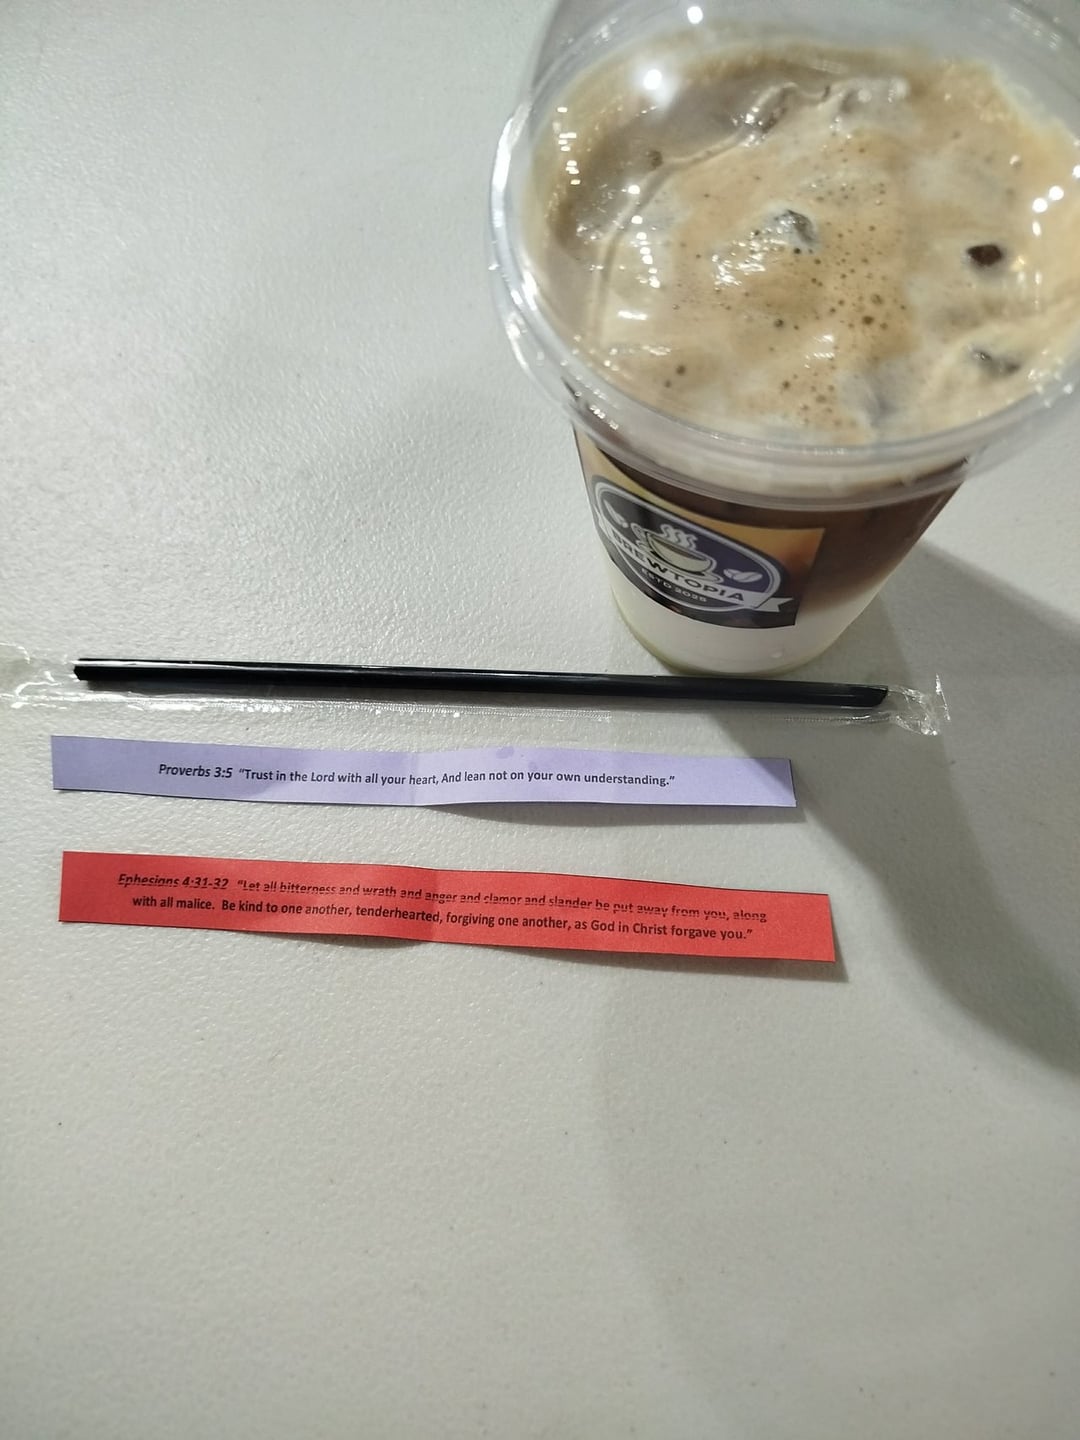 BREWTOPIA
ESTD 2025
Proverbs 3:5 "Trust in the Lord with all your heart, And lean not on your own understanding."
Ephesians 4:31-32 "Let all bitterness and wrath and anger and clamor and slander be put away from you, along
with all malice. Be kind to one another, tenderhearted, forgiving one another, as God in Christ forgave you."